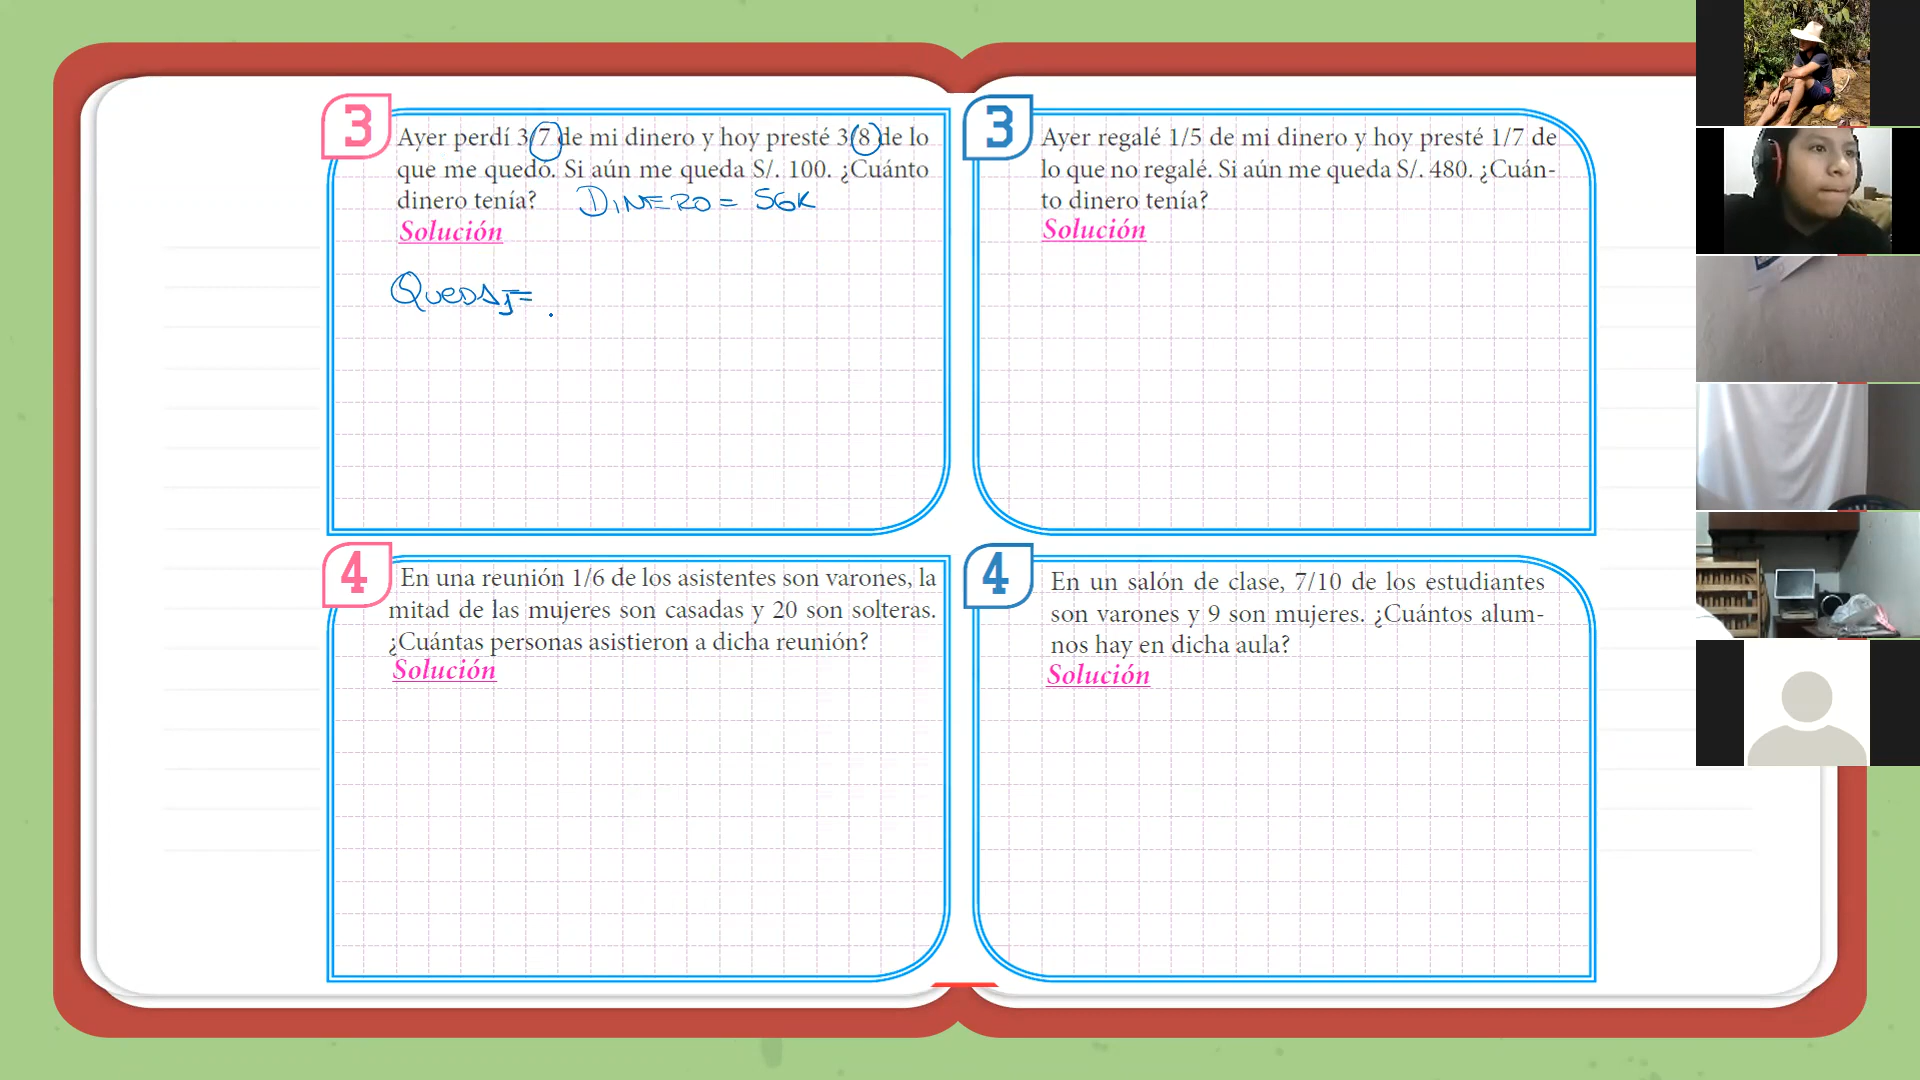 3
Ayer perdí 3/7 de mi dinero y hoy presté 3/8 de lo
que me quedó. Si aún me queda S/. 100. ¿Cuánto
dinero tenía? DINERO = 56K
Solución
QUEDA =
3
Ayer regalé 1/5 de mi dinero y hoy presté 1/7 de
lo que no regalé. Si aún me queda S/. 480. ¿Cuán-
to dinero tenía?
Solución
4
En una reunión 1/6 de los asistentes son varones, la
mitad de las mujeres son casadas y 20 son solteras.
¿Cuántas personas asistieron a dicha reunión?
Solución
4
En un salón de clase, 7/10 de los estudiantes
son varones y 9 son mujeres. ¿Cuántos alum-
nos hay en dicha aula?
Solución